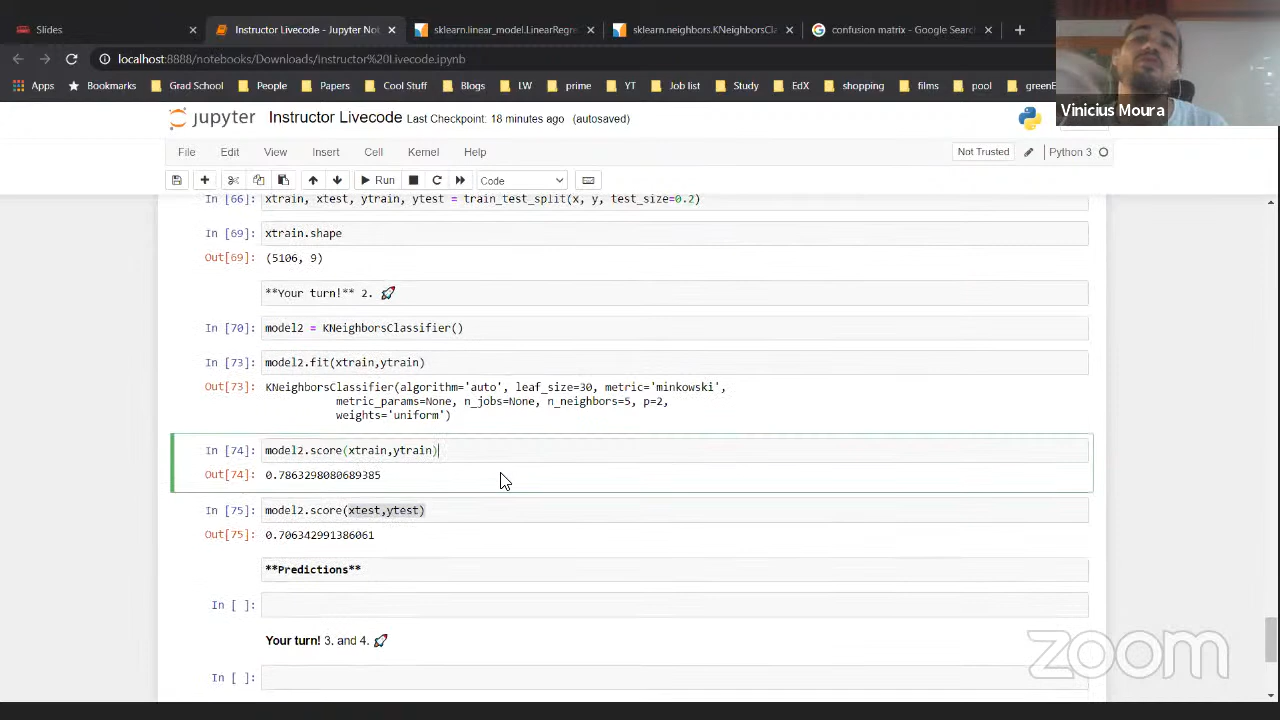 Slides
Instructor Livecode - Jupyter Not
sklearn.linear_model.LinearRegre
sklearn.neighbors.KNeighborsCla
confusion matrix - Google Search
localhost:8888/notebooks/Downloads/Instructor%20Livecode.ipynb
Apps Bookmarks Grad School People Papers Cool Stuff Blogs LW prime YT Job list Study EdX shopping films pool greenE
Vinicius Moura
jupyter Instructor Livecode Last Checkpoint: 18 minutes ago (autosaved)
File Edit View Insert Cell Kernel Help Not Trusted Python 3
Run Code
In [66]: xtrain, xtest, ytrain, ytest = train_test_split(x, y, test_size=0.2)
In [69]: xtrain.shape
Out[69]: (5106, 9)
**Your turn!** 2. 🚀
In [70]: model2 = KNeighborsClassifier()
In [73]: model2.fit(xtrain,ytrain)
Out[73]: KNeighborsClassifier(algorithm='auto', leaf_size=30, metric='minkowski',
metric_params=None, n_jobs=None, n_neighbors=5, p=2,
weights='uniform')
In [74]: model2.score(xtrain,ytrain)
Out[74]: 0.7863298080689385
In [75]: model2.score(xtest,ytest)
Out[75]: 0.706342991386061
**Predictions**
In [ ]:
Your turn! 3. and 4. 🚀
In [ ]:
zoom